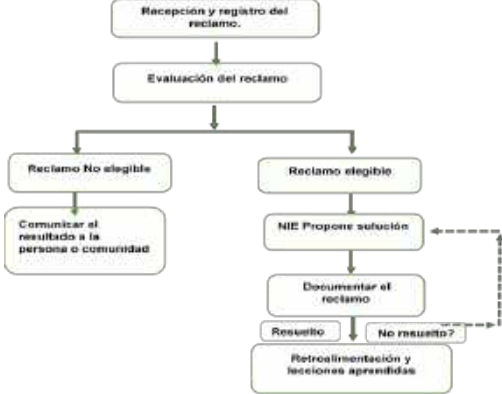 Recepción y registro del
reclamo.
Evaluación del reclamo
Reclamo No elegible
Reclamo elegible
Comunicar el
resultado a la
persona o comunidad
NIE Propone solución
Documentar el
reclamo
Resuelto
No resuelto?
Retroalimentación y
lecciones aprendidas